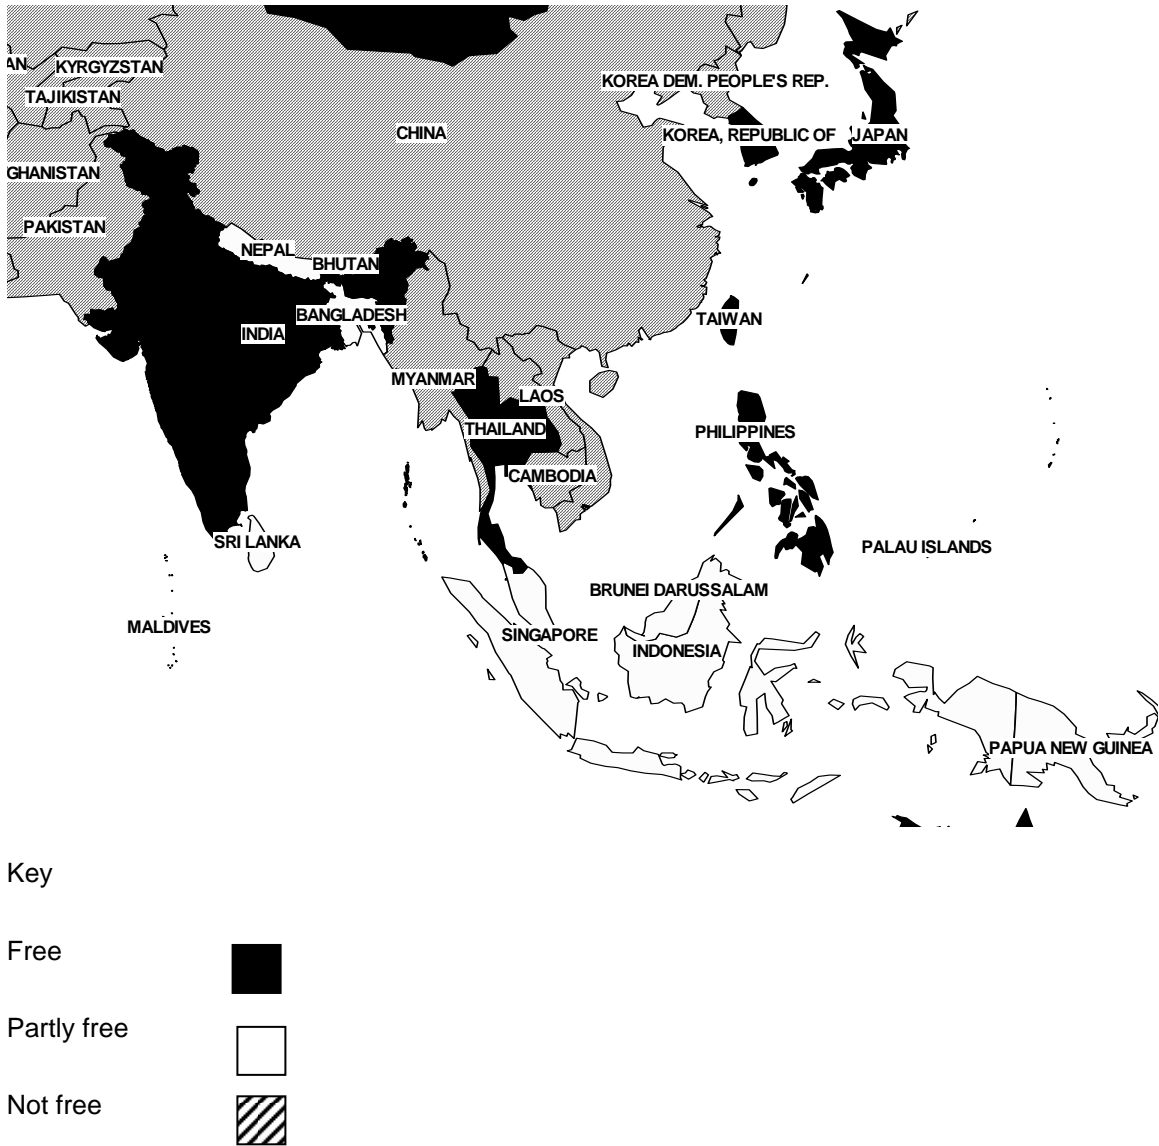 AN
KYRGYZSTAN
KOREA DEM. PEOPLE'S REP.
TAJIKISTAN
CHINA
KOREA, REPUBLIC OF
JAPAN
GHANISTAN
PAKISTAN
NEPAL
BHUTAN
BANGLADESH
TAIWAN
INDIA
MYANMAR
LAOS
THAILAND
PHILIPPINES
CAMBODIA
SRI LANKA
PALAU ISLANDS
BRUNEI DARUSSALAM
MALDIVES
SINGAPORE
INDONESIA
PAPUA NEW GUINEA
Key
Free
Partly free
Not free